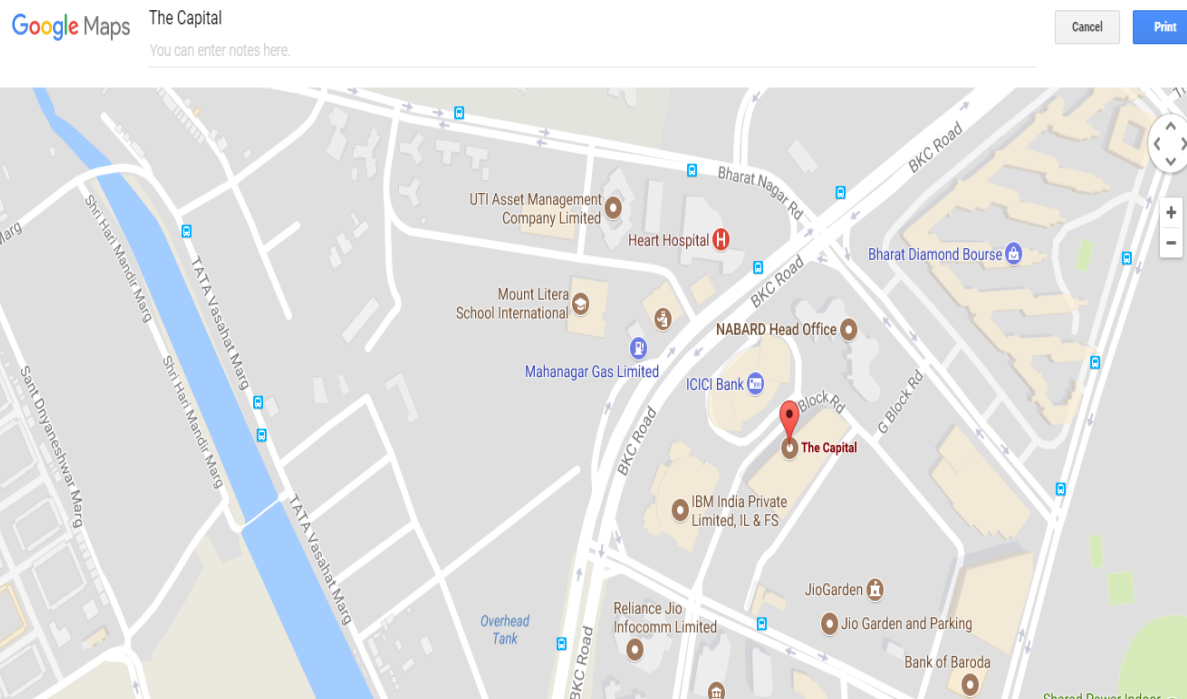 Google Maps
The Capital
You can enter notes here.
Cancel
Print
BKC Road
Bharat Nagar Rd
UTI Asset Management
Company Limited
Heart Hospital
H
Marg
Shri Hari Mandir Marg
TATA Vasahat Marg
Bharat Diamond Bourse
+
−
BKC Road
Mount Litera
School International
NABARD Head Office
Mahanagar Gas Limited
ICICI Bank
Block Rd
G Block Rd
Shri Hari Mandir Marg
Sant Dnyaneshwar Marg
BKC Road
The Capital
IBM India Private
Limited, IL & FS
TATA Vasahat Marg
JioGarden
Reliance Jio
Infocomm Limited
Jio Garden and Parking
Overhead
Tank
BKC Road
Bank of Baroda
Sharad Pawar Indoor